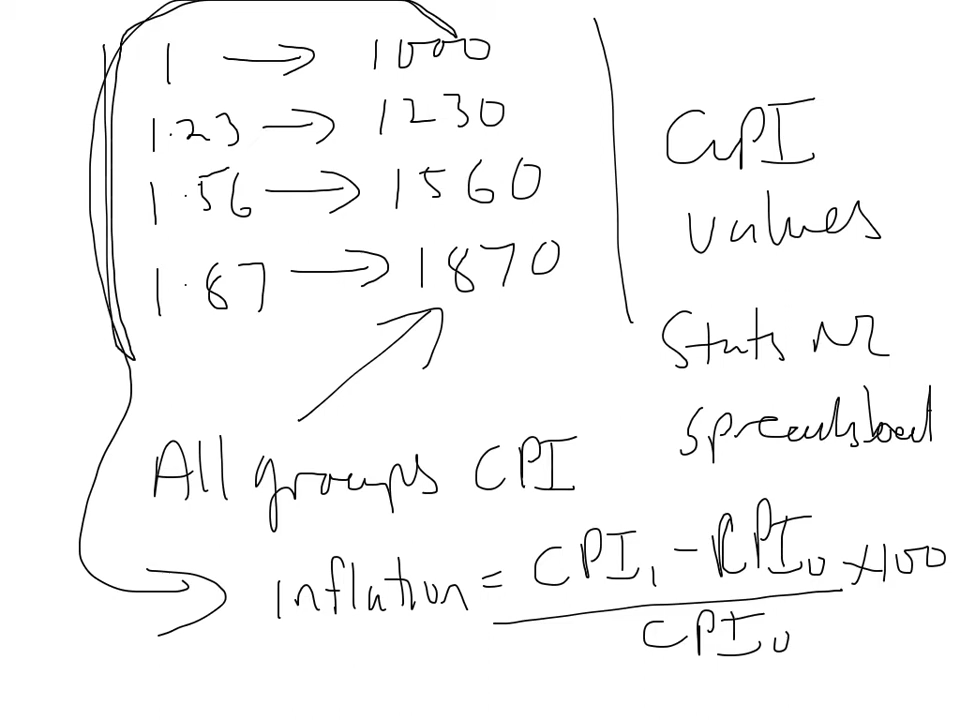 1 → 1000
1.23 → 1230
1.56 → 1560
1.87 → 1870
CPI
values
Stats NZ
All groups CPI
inflation = CPI₁ - CPI₀ ×100
CPI₀